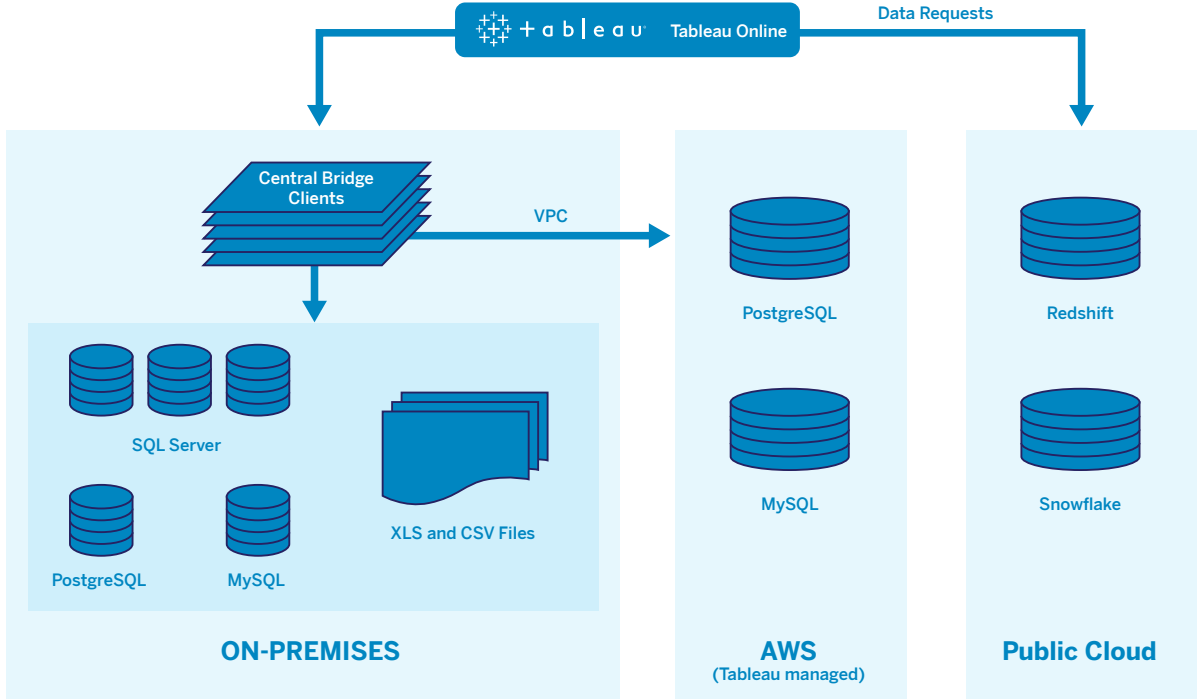 +ableau Tableau Online
Data Requests
Central Bridge
Clients
VPC
SQL Server
PostgreSQL
MySQL
XLS and CSV Files
ON-PREMISES
PostgreSQL
MySQL
AWS
(Tableau managed)
Redshift
Snowflake
Public Cloud